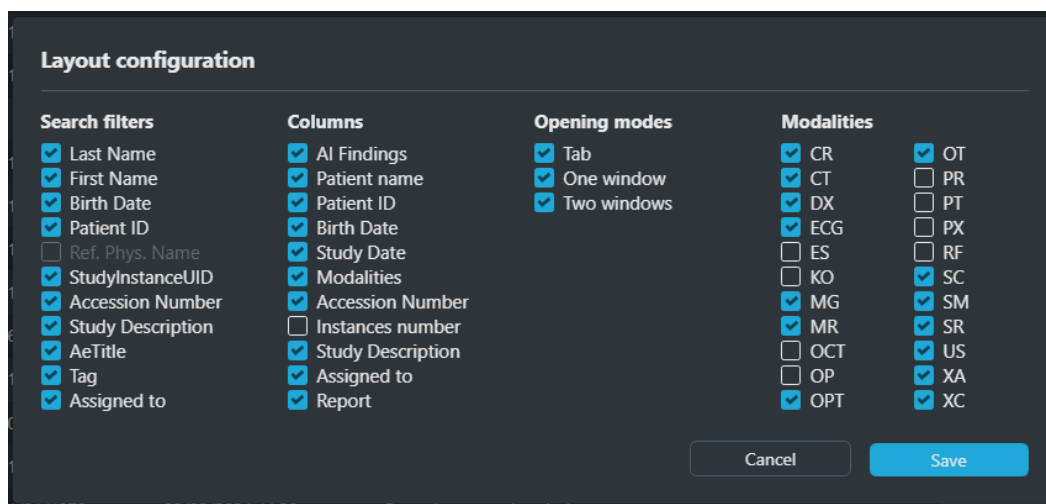 Layout configuration
Search filters
Last Name
First Name
Birth Date
Patient ID
Ref. Phys. Name
StudyInstanceUID
Accession Number
Study Description
AeTitle
Tag
Assigned to
Columns
AI Findings
Patient name
Patient ID
Birth Date
Study Date
Modalities
Accession Number
Instances number
Study Description
Assigned to
Report
Opening modes
Tab
One window
Two windows
Modalities
CR
CT
DX
ECG
ES
KO
MG
MR
OCT
OP
OPT
OT
PR
PT
PX
RF
SC
SM
SR
US
XA
XC
Cancel
Save